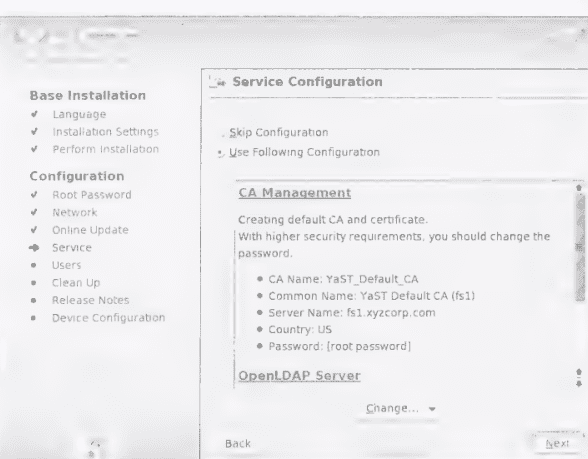 Base Installation
Language
Installation Settings
Perform Installation
Configuration
Root Password
Network
Online Update
Service
Users
Clean Up
Release Notes
Device Configuration
Service Configuration
Skip Configuration
Use Following Configuration
CA Management
Creating default CA and certificate.
With higher security requirements, you should change the
password.
CA Name: YaST_Default_CA
Common Name: YaST Default CA (fs1)
Server Name: fs1.xyzcorp.com
Country: US
Password: [root password]
OpenLDAP Server
Change...
Back
Next